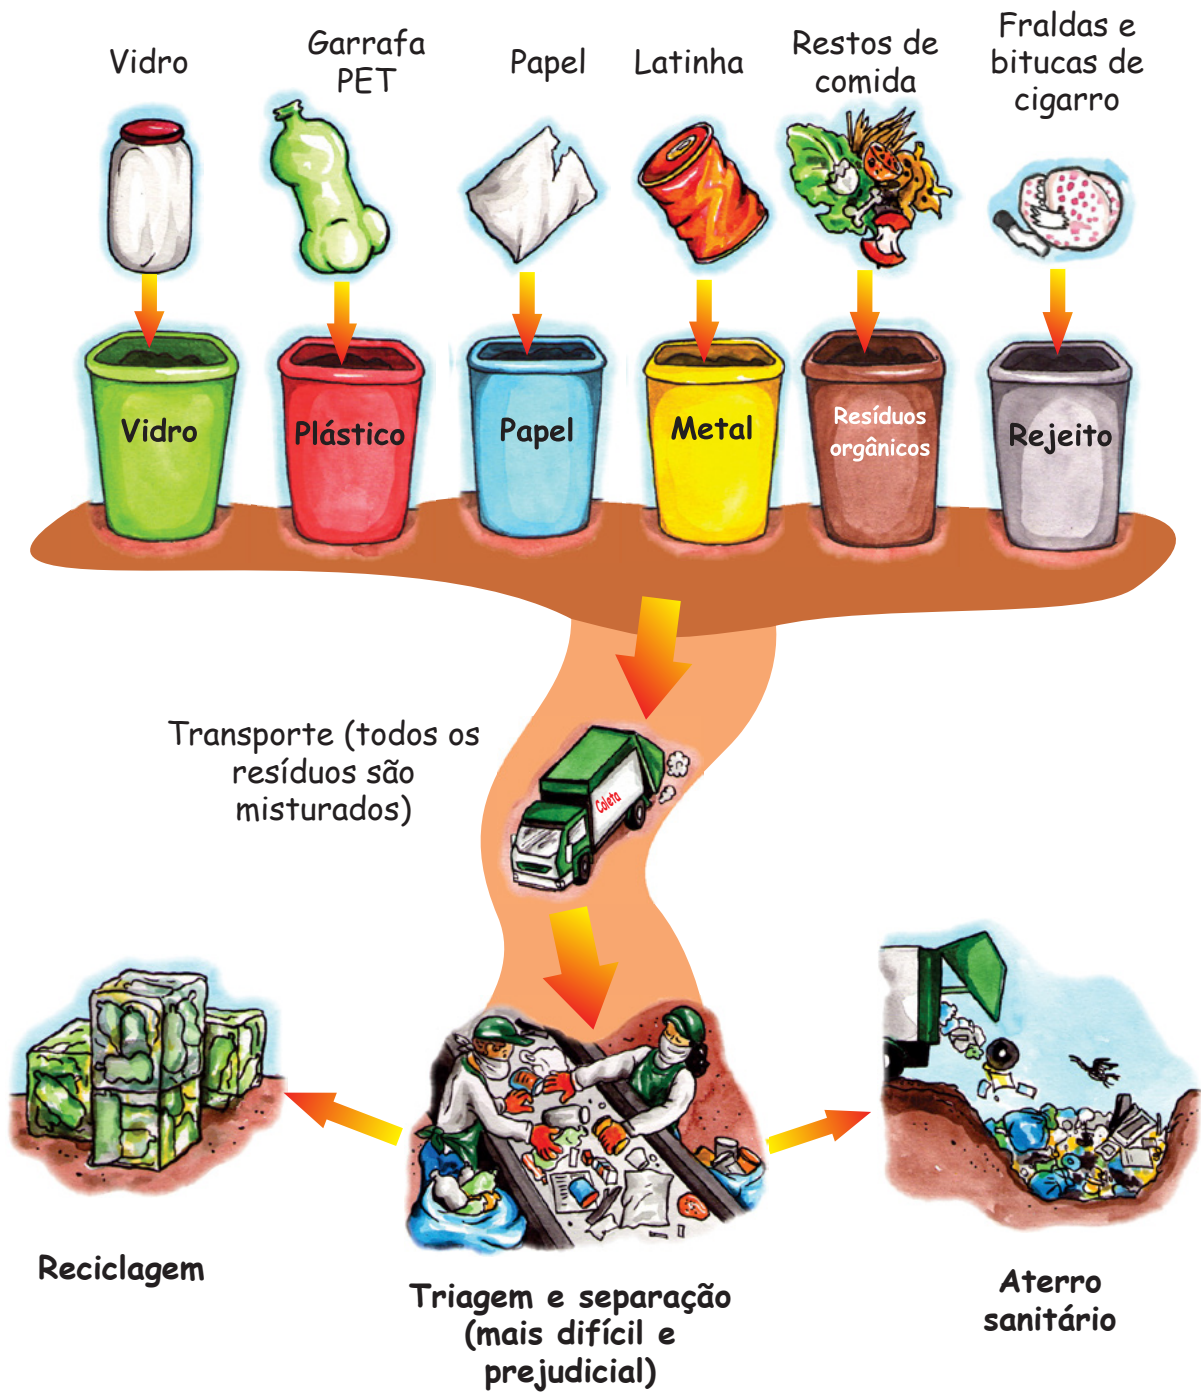 Vidro
Garrafa
PET
Papel
Latinha
Restos de
comida
Fraldas e
bitucas de
cigarro
Vidro
Plástico
Papel
Metal
Resíduos
orgânicos
Rejeito
Transporte (todos os
resíduos são
misturados)
Coleta
Reciclagem
Triagem e separação
(mais difícil e
prejudicial)
Aterro
sanitário